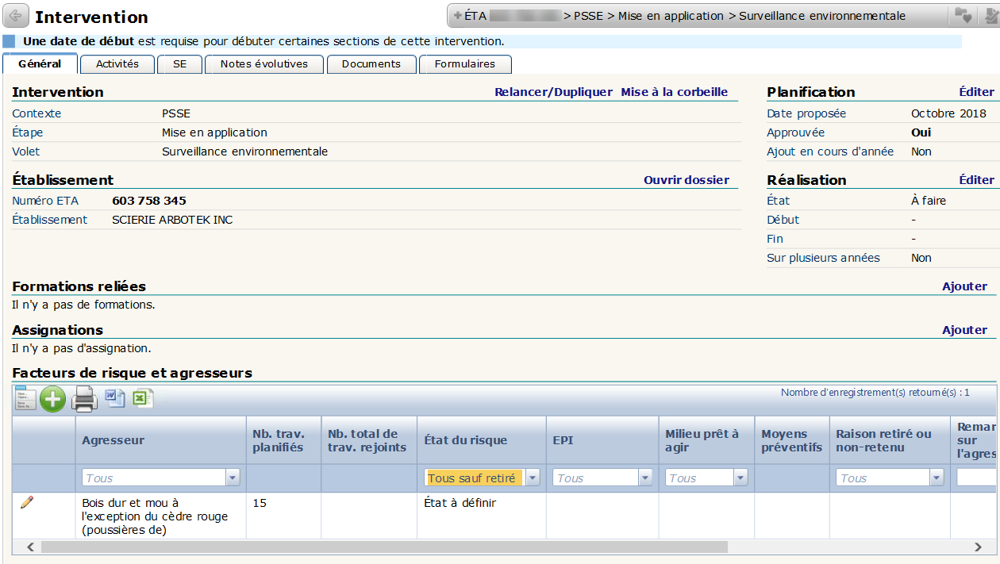 Intervention
ÉTA > PSSE > Mise en application > Surveillance environnementale
Une date de début est requise pour débuter certaines sections de cette intervention.
Général Activités SE Notes évolutives Documents Formulaires
Intervention Relancer/Dupliquer Mise à la corbeille
Contexte PSSE
Étape Mise en application
Volet Surveillance environnementale
Planification Éditer
Date proposée Octobre 2018
Approuvée Oui
Ajout en cours d'année Non
Établissement Ouvrir dossier
Numéro ETA 603 758 345
Établissement SCIERIE ARBOTEK INC
Réalisation Éditer
État À faire
Début -
Fin -
Sur plusieurs années Non
Formations reliées Ajouter
Il n'y a pas de formations.
Assignations Ajouter
Il n'y a pas d'assignation.
Facteurs de risque et agresseurs
Nombre d'enregistrement(s) retourné(s) : 1
Agresseur
Nb. trav.
planifiés
Nb. total de
trav. rejoints
État du risque
EPI
Milieu prêt à
agir
Moyens
préventifs
Raison retiré ou
non-retenu
Remar
sur
l'agres
Tous Tous sauf retiré Tous Tous Tous
Bois dur et mou à
l'exception du cèdre rouge
(poussières de)
15
État à définir